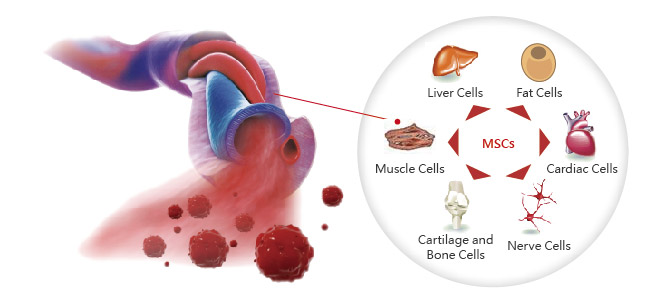 Liver Cells
Fat Cells
MSCs
Muscle Cells
Cardiac Cells
Cartilage and
Bone Cells
Nerve Cells